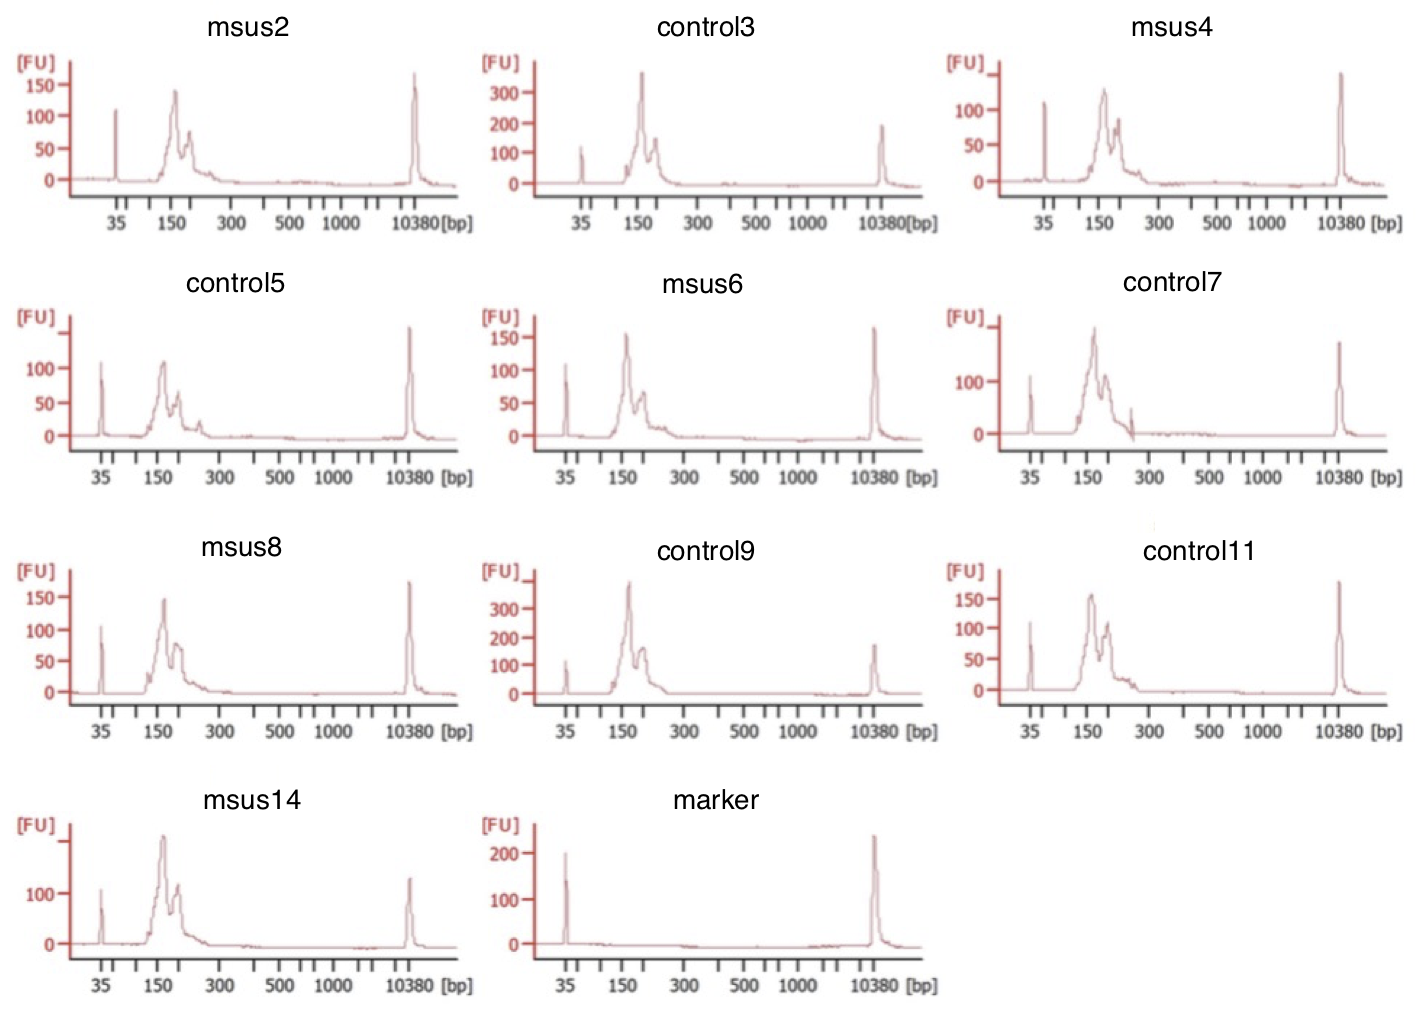 msus2 control3 msus4
[FU] [FU] [FU]
150 300 100
100 200 50
50 100 0
0 0
35 150 300 500 1000 10380[bp] 35 150 300 500 1000 10380[bp] 35 150 300 500 1000 10380 [bp]
control5 msus6 control7
[FU] [FU] [FU]
100 150 100
50 100 0
0 50
0
35 150 300 500 1000 10380 [bp] 35 150 300 500 1000 10380 [bp] 35 150 300 500 1000 10380 [bp]
msus8 control9 control11
[FU] [FU] [FU]
150 300 150
100 200 100
50 100 50
0 0 0
35 150 300 500 1000 10380 [bp] 35 150 300 500 1000 10380 [bp] 35 150 300 500 1000 10380 [bp]
msus14 marker
[FU] [FU]
100 200
0 100
0
35 150 300 500 1000 10380 [bp] 35 150 300 500 1000 10380 [bp]